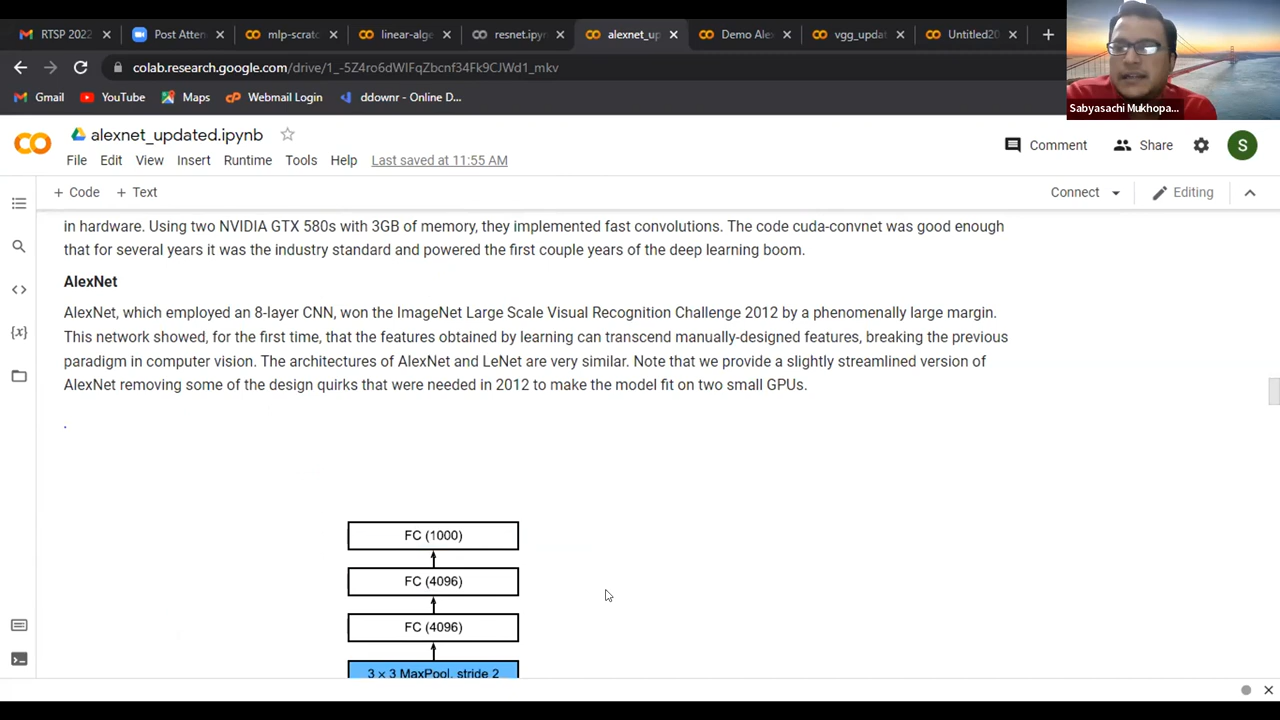 RTSP 2022
Post Atten
mlp-scrat
linear-alge
resnet.ipyn
alexnet_up
Demo Ale
vgg_updat
Untitled20
colab.research.google.com/drive/1_-5Z4ro6dWIFqZbcnf34Fk9CJWd1_mkv
Gmail
YouTube
Maps
Webmail Login
ddownr - Online D...
Sabyasachi Mukhopa...
alexnet_updated.ipynb
File Edit View Insert Runtime Tools Help Last saved at 11:55 AM
Comment
Share
S
+ Code + Text
Connect
Editing
in hardware. Using two NVIDIA GTX 580s with 3GB of memory, they implemented fast convolutions. The code cuda-convnet was good enough
that for several years it was the industry standard and powered the first couple years of the deep learning boom.
AlexNet
AlexNet, which employed an 8-layer CNN, won the ImageNet Large Scale Visual Recognition Challenge 2012 by a phenomenally large margin.
This network showed, for the first time, that the features obtained by learning can transcend manually-designed features, breaking the previous
paradigm in computer vision. The architectures of AlexNet and LeNet are very similar. Note that we provide a slightly streamlined version of
AlexNet removing some of the design quirks that were needed in 2012 to make the model fit on two small GPUs.
.
FC (1000)
FC (4096)
FC (4096)
3 × 3 MaxPool, stride 2